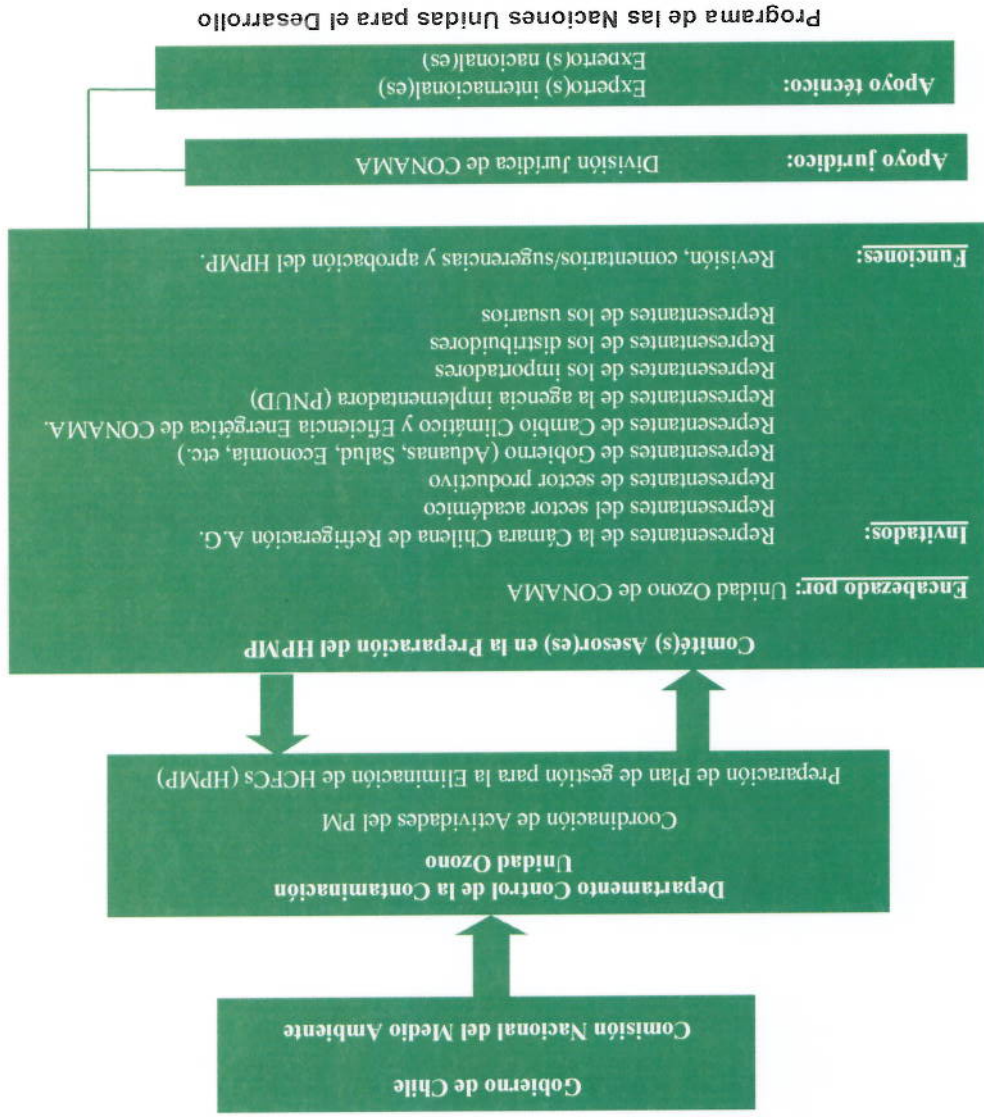 Gobierno de Chile
Comisión Nacional del Medio Ambiente
Departamento Control de la Contaminación
Unidad Ozono
Coordinación de Actividades del PM
Preparación de Plan de gestión para la Eliminación de HCFCs (HPMP)
Comité(s) Asesor(es) en la Preparación del HPMP
Encabezado por: Unidad Ozono de CONAMA
Invitados: Representantes de la Cámara Chilena de Refrigeración A.G.
Representantes del sector académico
Representantes de sector productivo
Representantes de Gobierno (Aduanas, Salud, Economía, etc.)
Representantes de Cambio Climático y Eficiencia Energética de CONAMA.
Representantes de la agencia implementadora (PNUD)
Representantes de los importadores
Representantes de los distribuidores
Representantes de los usuarios
Funciones: Revisión, comentarios/sugerencias y aprobación del HPMP.
Apoyo jurídico: División Jurídica de CONAMA
Apoyo técnico: Experto(s) internacional(es)
Experto(s) nacional(es)
Programa de las Naciones Unidas para el Desarrollo